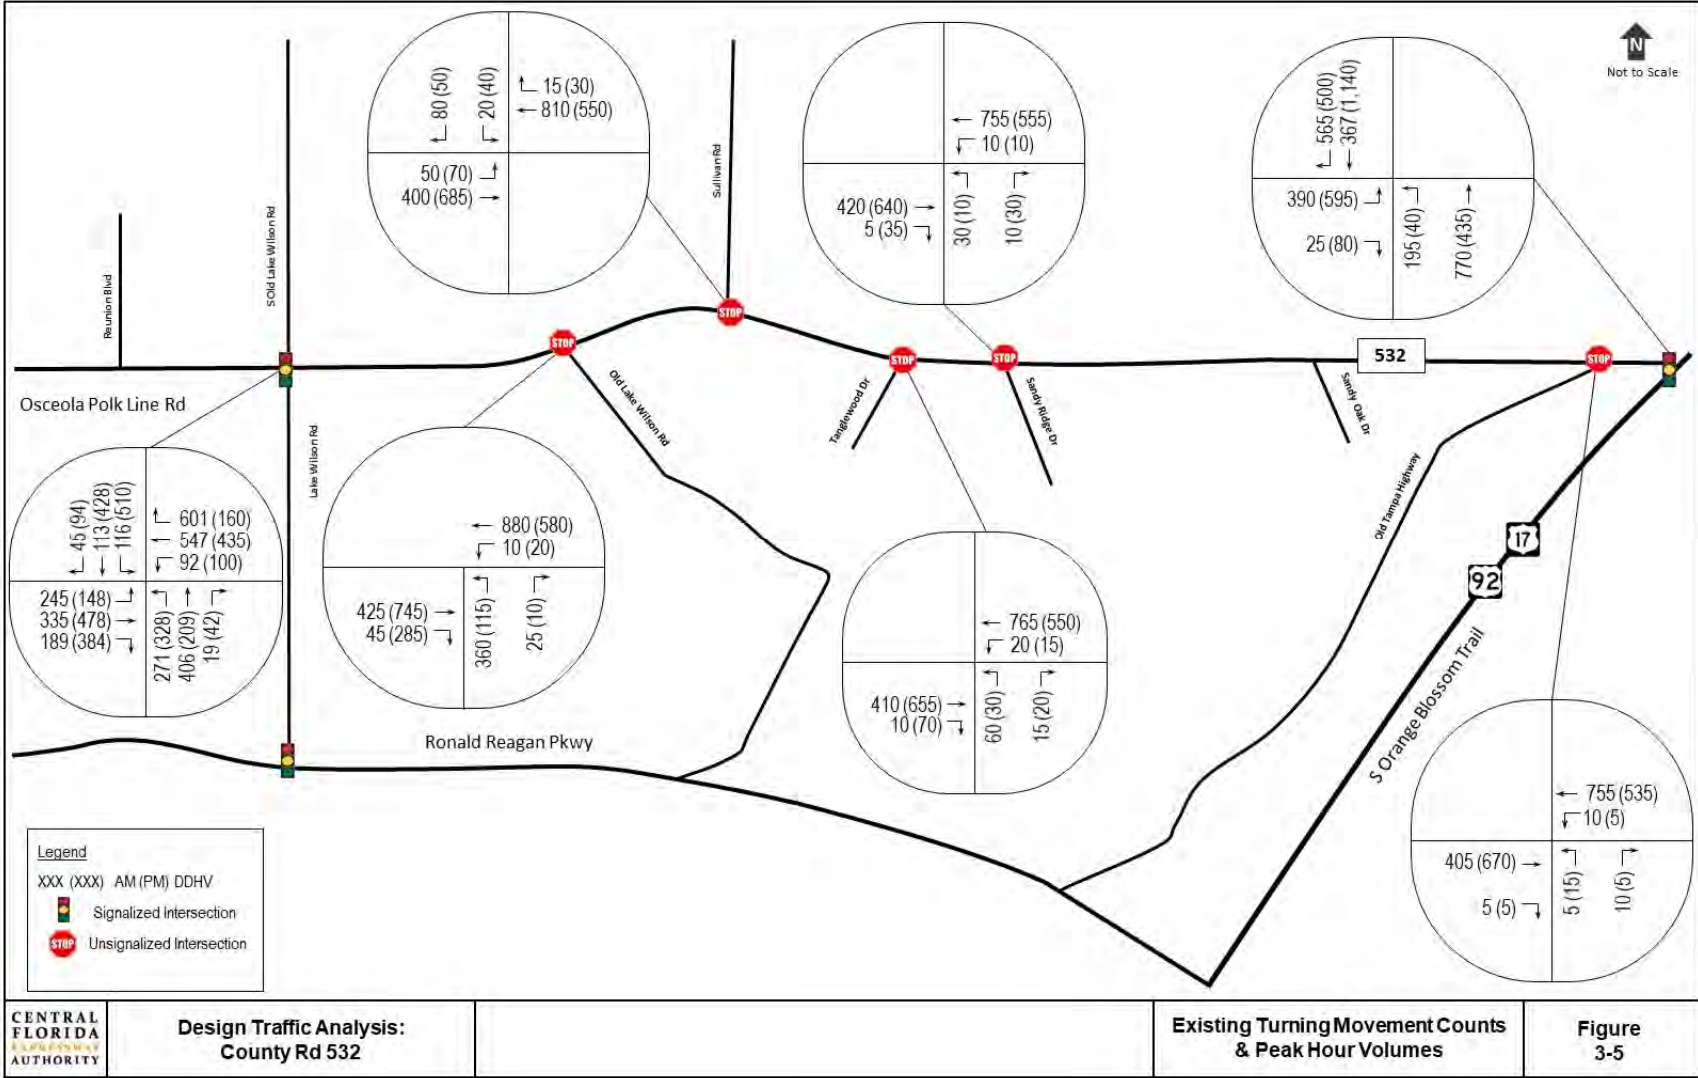 N
Not to Scale
80 (50)
20 (40)
15 (30)
810 (550)
50 (70)
400 (685)
Sullivan Rd
755 (555)
10 (10)
420 (640)
5 (35)
30 (10)
10 (30)
565 (500)
367 (1,140)
390 (595)
25 (80)
195 (40)
770 (435)
Reunion Blvd
S Old Lake Wilson Rd
STOP
STOP
STOP
STOP
STOP
532
Osceola Polk Line Rd
Old Lake Wilson Rd
Tanglewood Dr
Sandy Ridge Dr
Sandy Oak Dr
Lake Wilson Rd
Old Tampa Highway
45 (94)
113 (428)
116 (510)
601 (160)
547 (435)
92 (100)
245 (148)
335 (478)
189 (384)
271 (328)
406 (209)
19 (42)
880 (580)
10 (20)
425 (745)
45 (285)
360 (115)
25 (10)
765 (550)
20 (15)
410 (655)
10 (70)
60 (30)
15 (20)
17
92
S Orange Blossom Trail
Ronald Reagan Pkwy
755 (535)
10 (5)
405 (670)
5 (5)
5 (15)
10 (5)
Legend
XXX (XXX) AM (PM) DDHV
Signalized Intersection
STOP Unsignalized Intersection
CENTRAL
FLORIDA
EXPRESSWAY
AUTHORITY
Design Traffic Analysis:
County Rd 532
Existing Turning Movement Counts
& Peak Hour Volumes
Figure
3-5